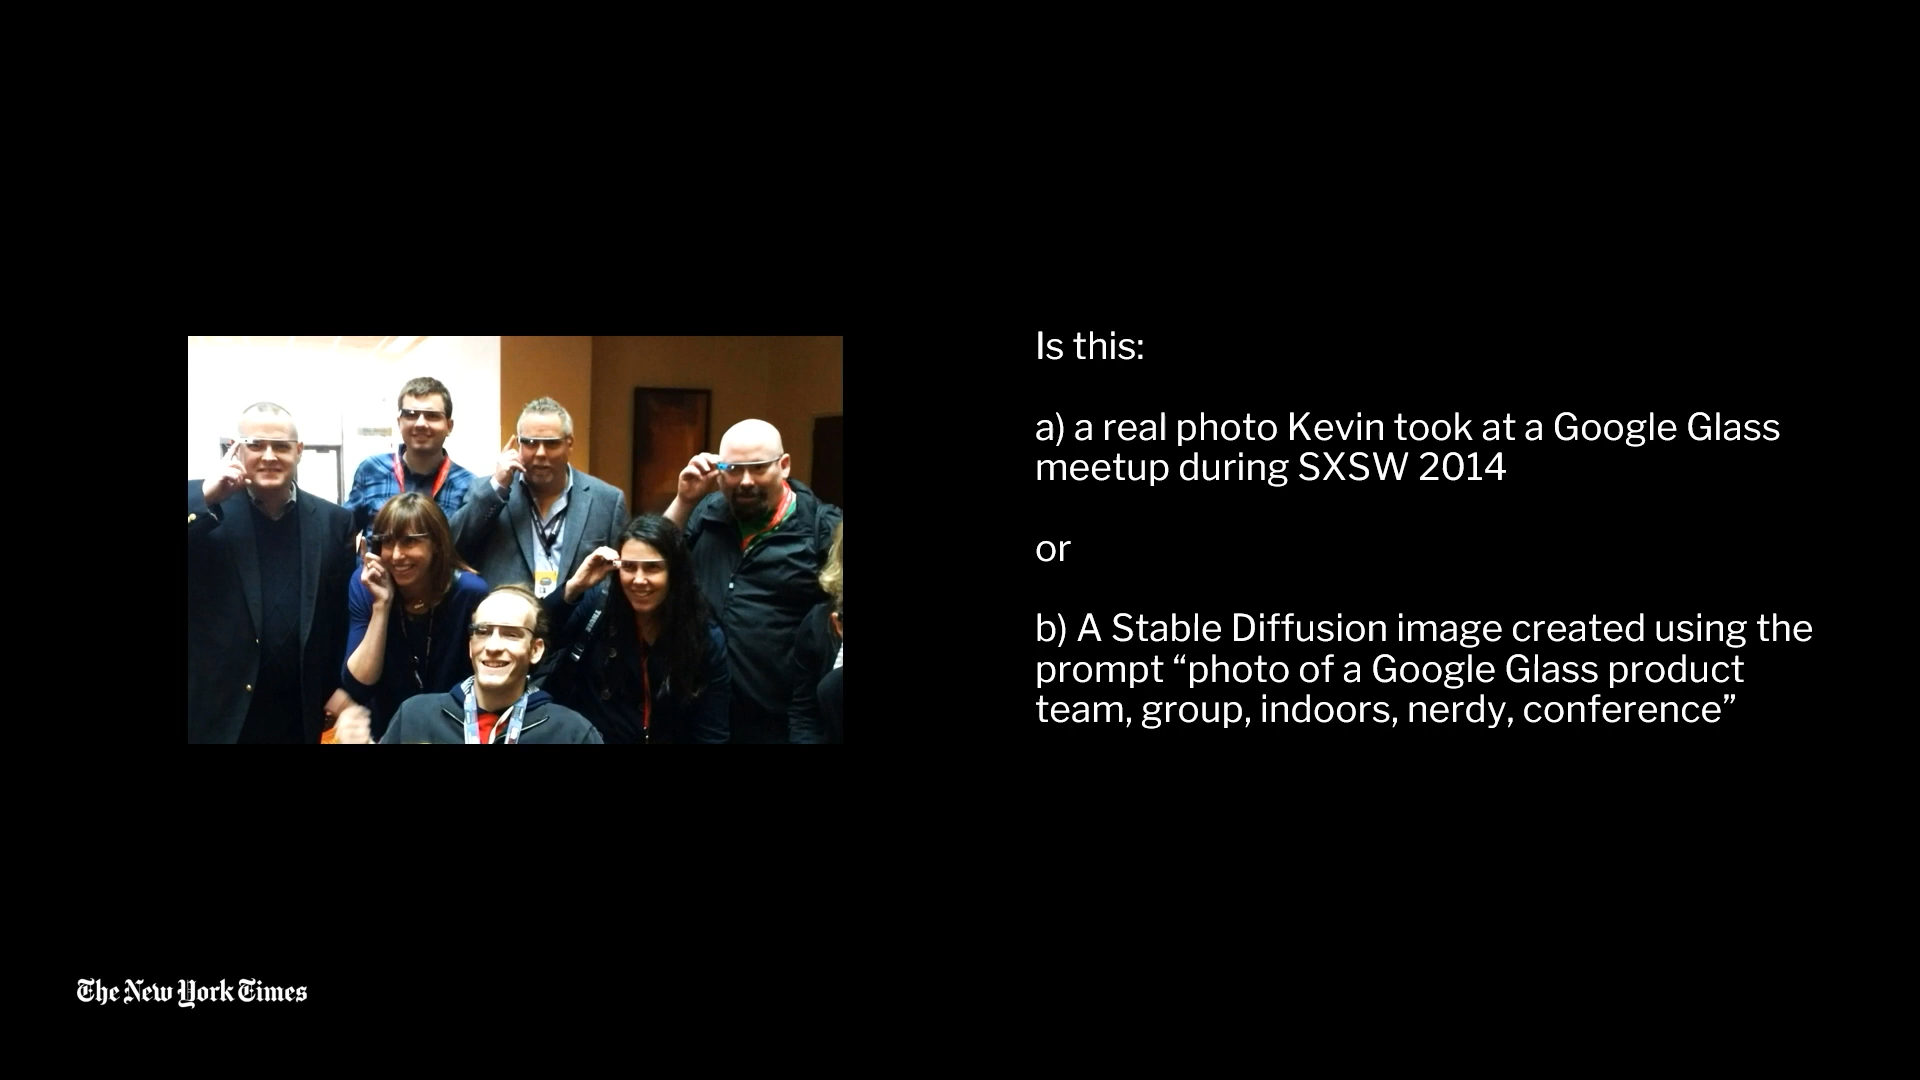 Is this:
a) a real photo Kevin took at a Google Glass
meetup during SXSW 2014
or
b) A Stable Diffusion image created using the
prompt “photo of a Google Glass product
team, group, indoors, nerdy, conference”
The New York Times